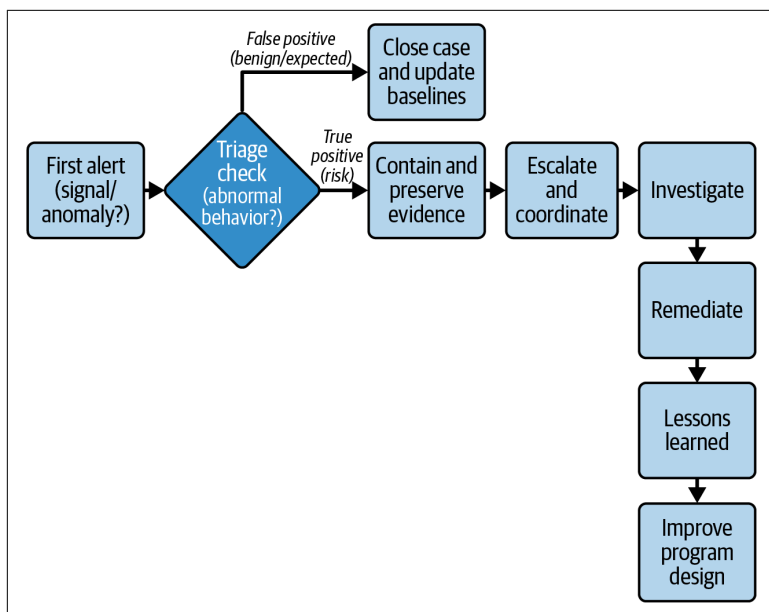 False positive
(benign/expected)
Close case
and update
baselines
First alert
(signal/
anomaly?)
Triage
check
(abnormal
behavior?)
True
positive
(risk)
Contain and
preserve
evidence
Escalate
and
coordinate
Investigate
Remediate
Lessons
learned
Improve
program
design